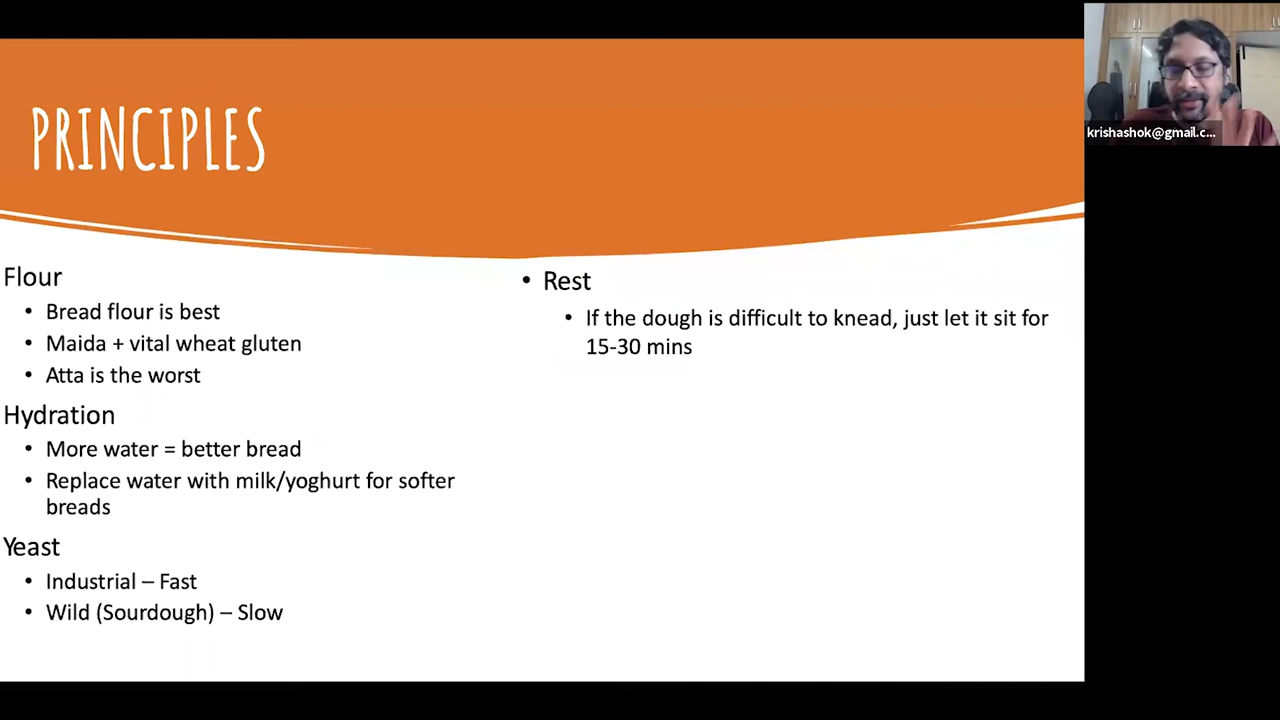 PRINCIPLES
Flour
• Bread flour is best
• Maida + vital wheat gluten
• Atta is the worst
Hydration
• More water = better bread
• Replace water with milk/yoghurt for softer
breads
Yeast
• Industrial – Fast
• Wild (Sourdough) – Slow
• Rest
• If the dough is difficult to knead, just let it sit for
15-30 mins
krishashok@gmail.c...